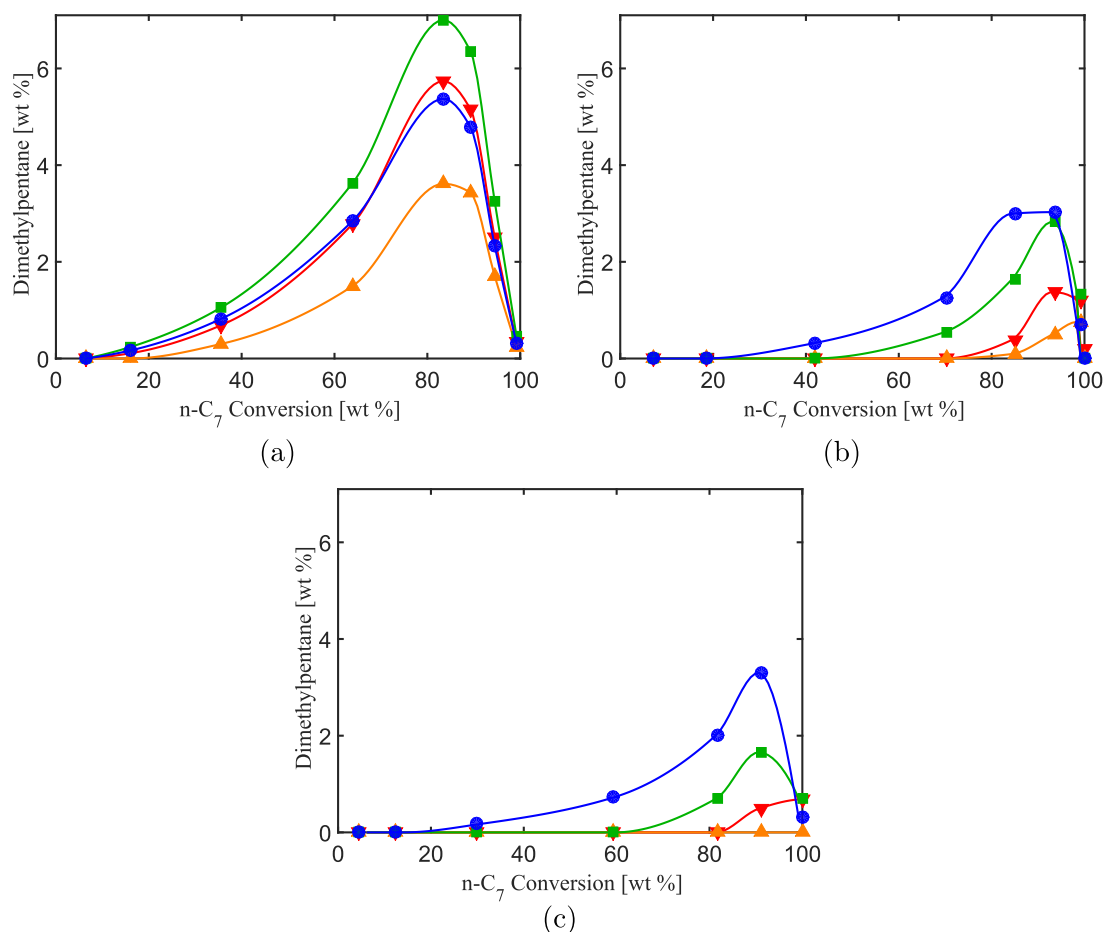 Dimethylpentane [wt %]
6
4
2
0
0 20 40 60 80 100
n-C₇ Conversion [wt %]
(a)
Dimethylpentane [wt %]
6
4
2
0
0 20 40 60 80 100
n-C₇ Conversion [wt %]
(b)
Dimethylpentane [wt %]
6
4
2
0
0 20 40 60 80 100
n-C₇ Conversion [wt %]
(c)